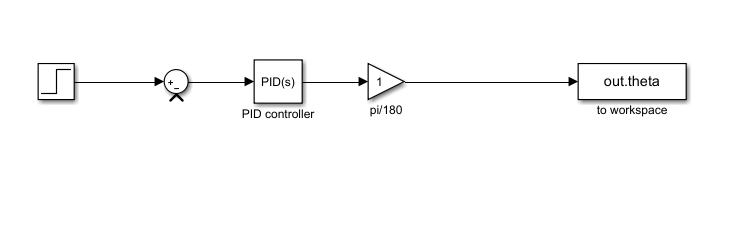 +
−
PID(s)
PID controller
1
pi/180
out.theta
to workspace